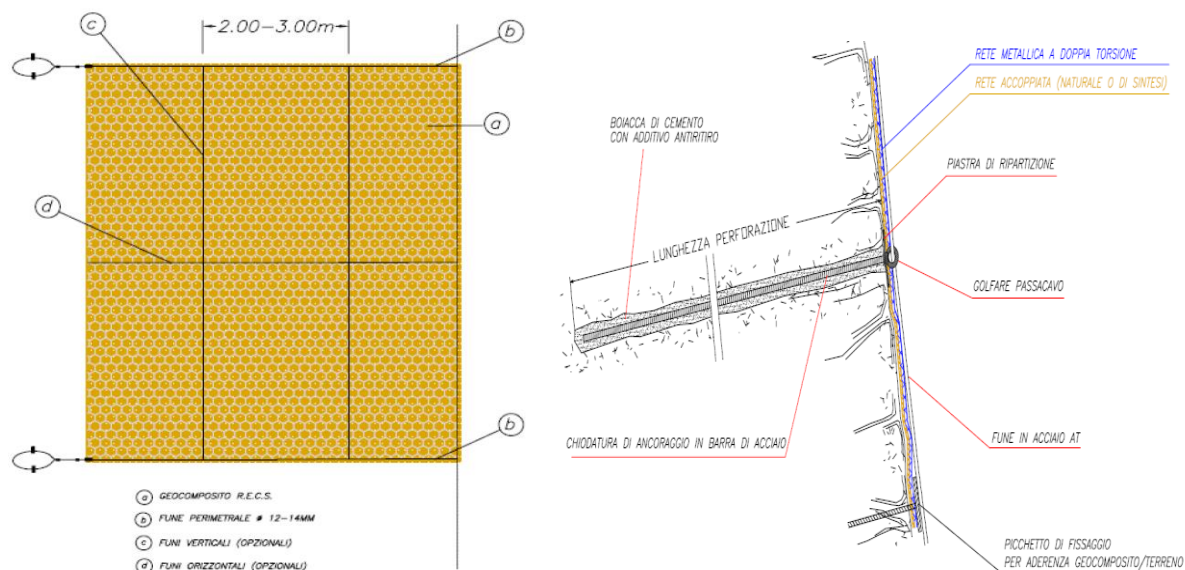 c
2.00-3.00m
b
a
d
b
a GEOCOMPOSITO R.E.C.S.
b FUNE PERIMETRALE ø 12-14MM
c FUNI VERTICALI (OPZIONALI)
d FUNI ORIZZONTALI (OPZIONALI)
RETE METALLICA A DOPPIA TORSIONE
RETE ACCOPPIATA (NATURALE O DI SINTESI)
BOIACCA DI CEMENTO
CON ADDITIVO ANTIRITIRO
PIASTRA DI RIPARTIZIONE
LUNGHEZZA PERFORAZIONE
GOLFARE PASSACAVO
CHIODATURA DI ANCORAGGIO IN BARRA DI ACCIAIO
FUNE IN ACCIAIO AT
PICCHETTO DI FISSAGGIO
PER ADERENZA GEOCOMPOSITO/TERRENO